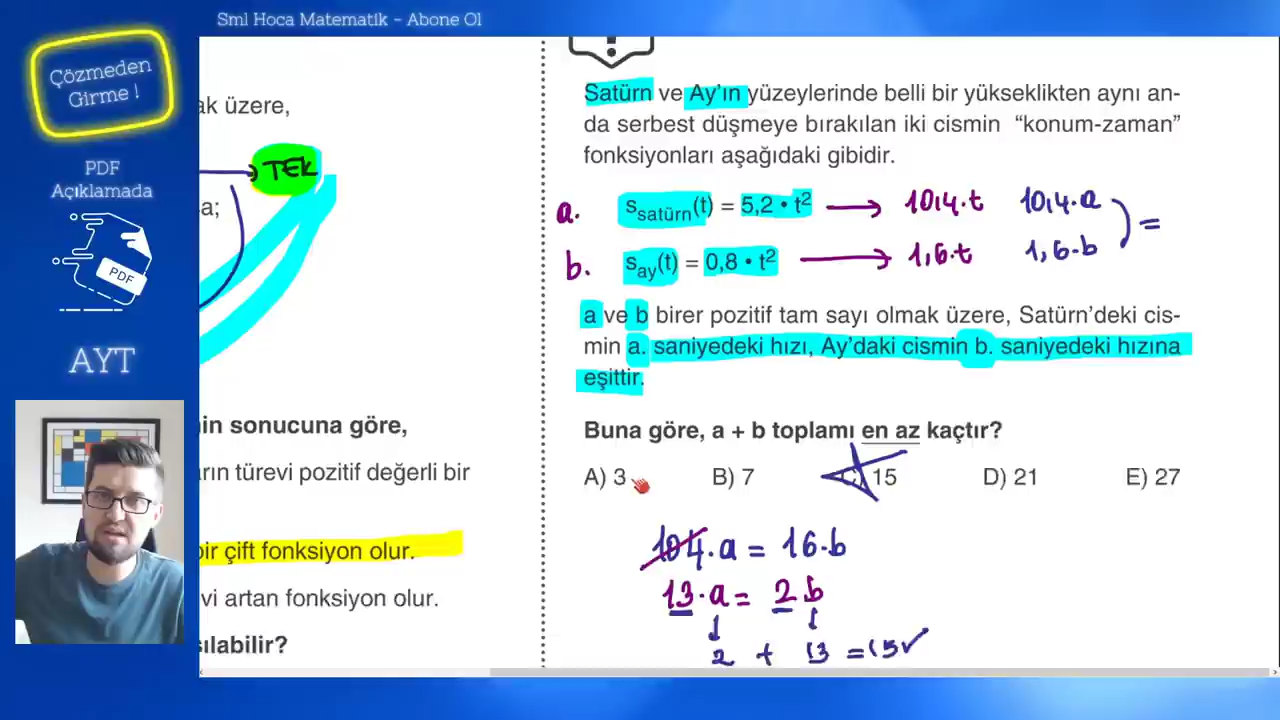 Sml Hoca Matematik - Abone Ol
Çözmeden
Girme !
PDF
Açıklamada
PDF
AYT
ak üzere,
TEK
sa;
nin sonucuna göre,
ların türevi pozitif değerli bir
bir çift fonksiyon olur.
vi artan fonksiyon olur.
sılabilir?
Satürn ve Ay'ın yüzeylerinde belli bir yükseklikten aynı an-
da serbest düşmeye bırakılan iki cismin "konum-zaman"
fonksiyonları aşağıdaki gibidir.
a. s_satürn(t) = 5,2 • t² → 10,4.t 10,4.a
b. s_ay(t) = 0,8 • t² → 1,6.t 1,6.b =
a ve b birer pozitif tam sayı olmak üzere, Satürn'deki cis-
min a. saniyedeki hızı, Ay'daki cismin b. saniyedeki hızına
eşittir.
Buna göre, a + b toplamı en az kaçtır?
A) 3 B) 7 C) 15 D) 21 E) 27
104.a = 16.b
13.a = 2b
2 + 13 = 15